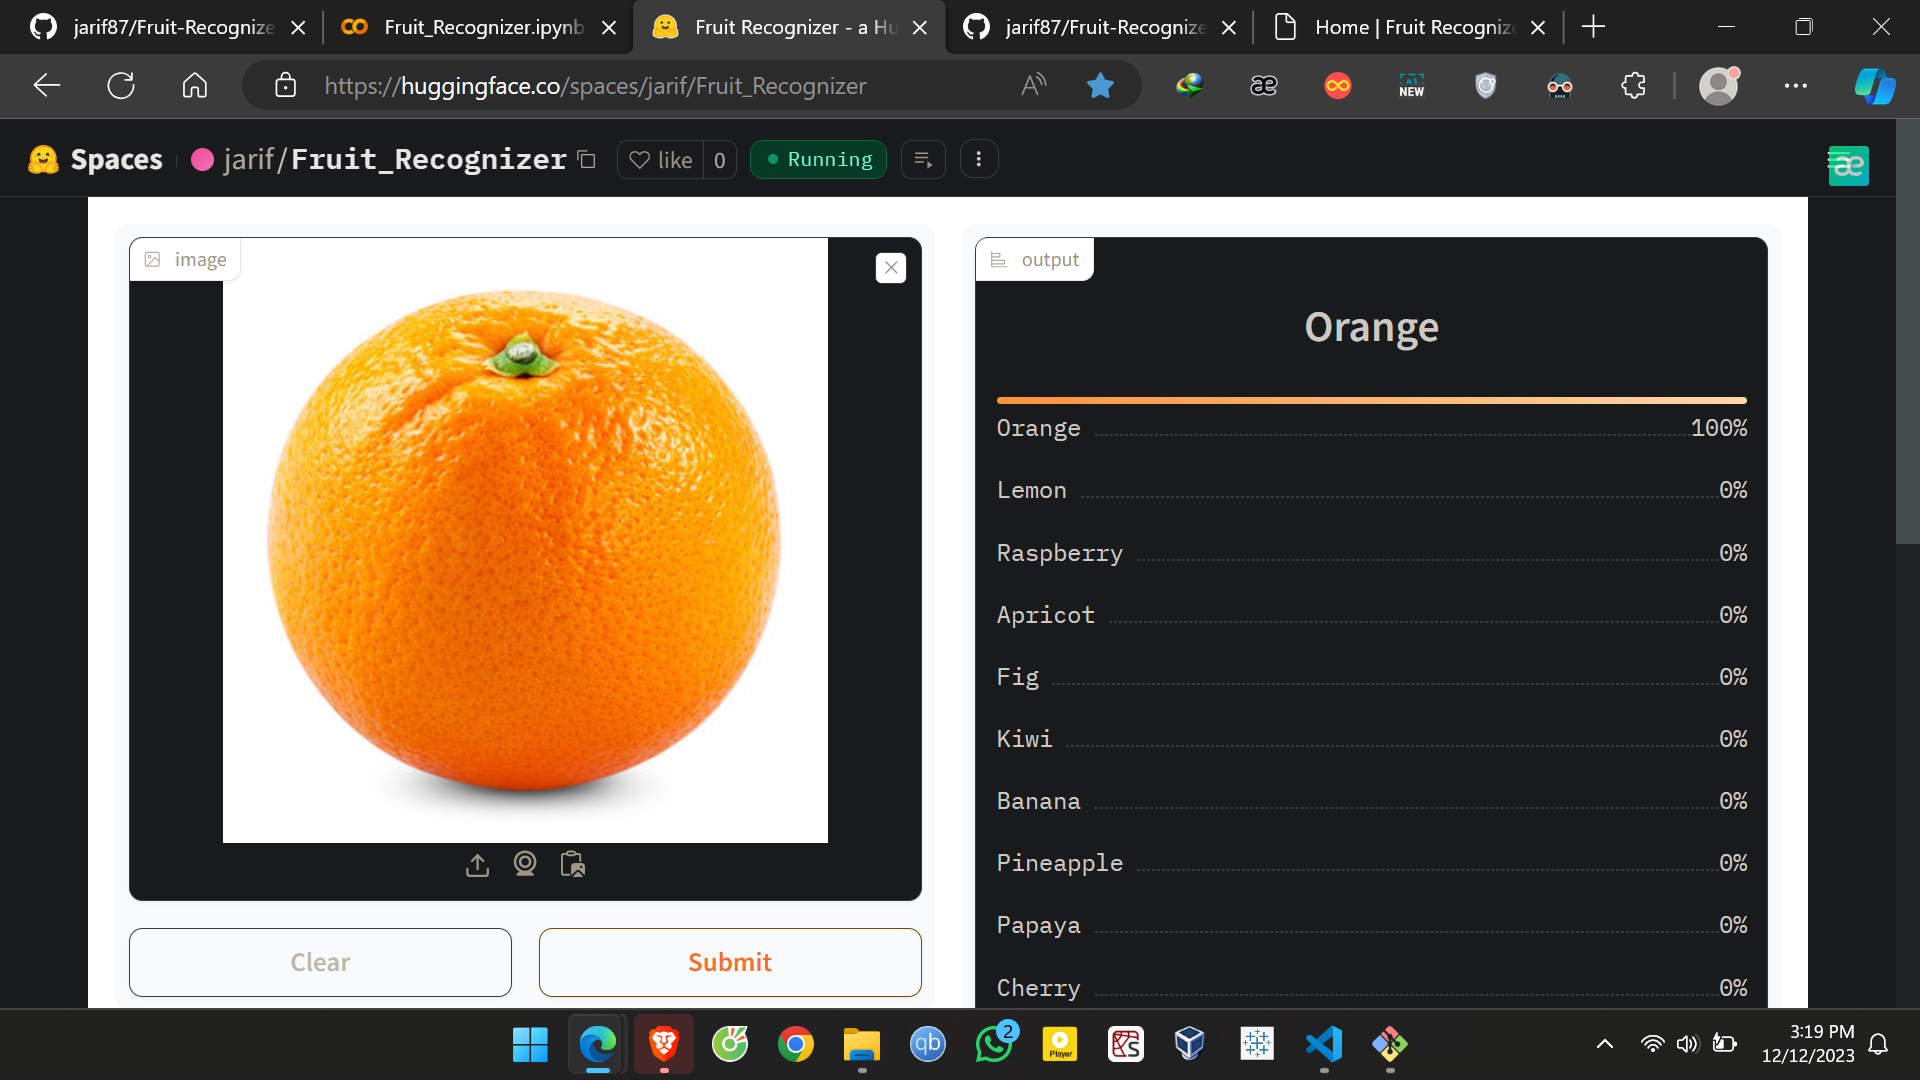 jarif87/Fruit-Recognize
Fruit_Recognizer.ipynb
Fruit Recognizer - a Hu
jarif87/Fruit-Recognize
Home | Fruit Recogniz
https://huggingface.co/spaces/jarif/Fruit_Recognizer
A
æ
NEW
Spaces
jarif/Fruit_Recognizer
like
0
Running
æ
image
output
Orange
Orange 100%
Lemon 0%
Raspberry 0%
Apricot 0%
Fig 0%
Kiwi 0%
Banana 0%
Pineapple 0%
Papaya 0%
Cherry 0%
Clear
Submit
qb
2
Player
3:19 PM
12/12/2023